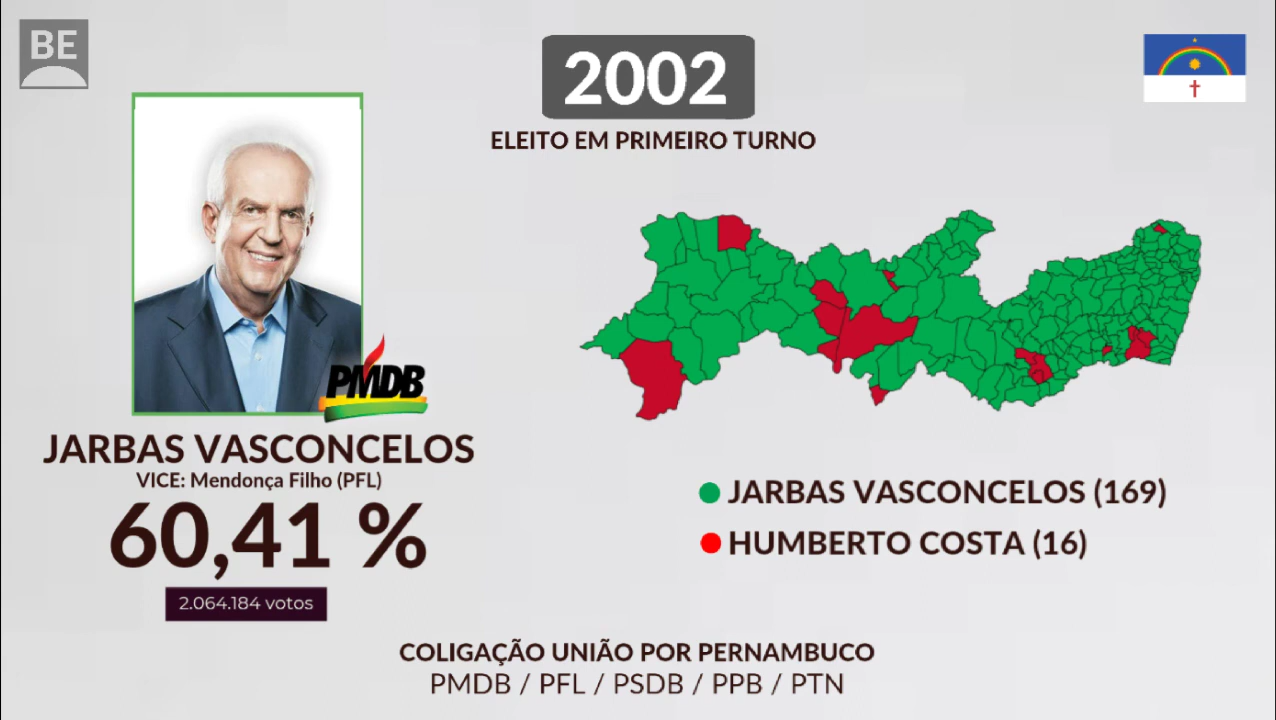 BE
2002
ELEITO EM PRIMEIRO TURNO
PMDB
JARBAS VASCONCELOS
VICE: Mendonça Filho (PFL)
60,41 %
2.064.184 votos
JARBAS VASCONCELOS (169)
HUMBERTO COSTA (16)
COLIGAÇÃO UNIÃO POR PERNAMBUCO
PMDB / PFL / PSDB / PPB / PTN